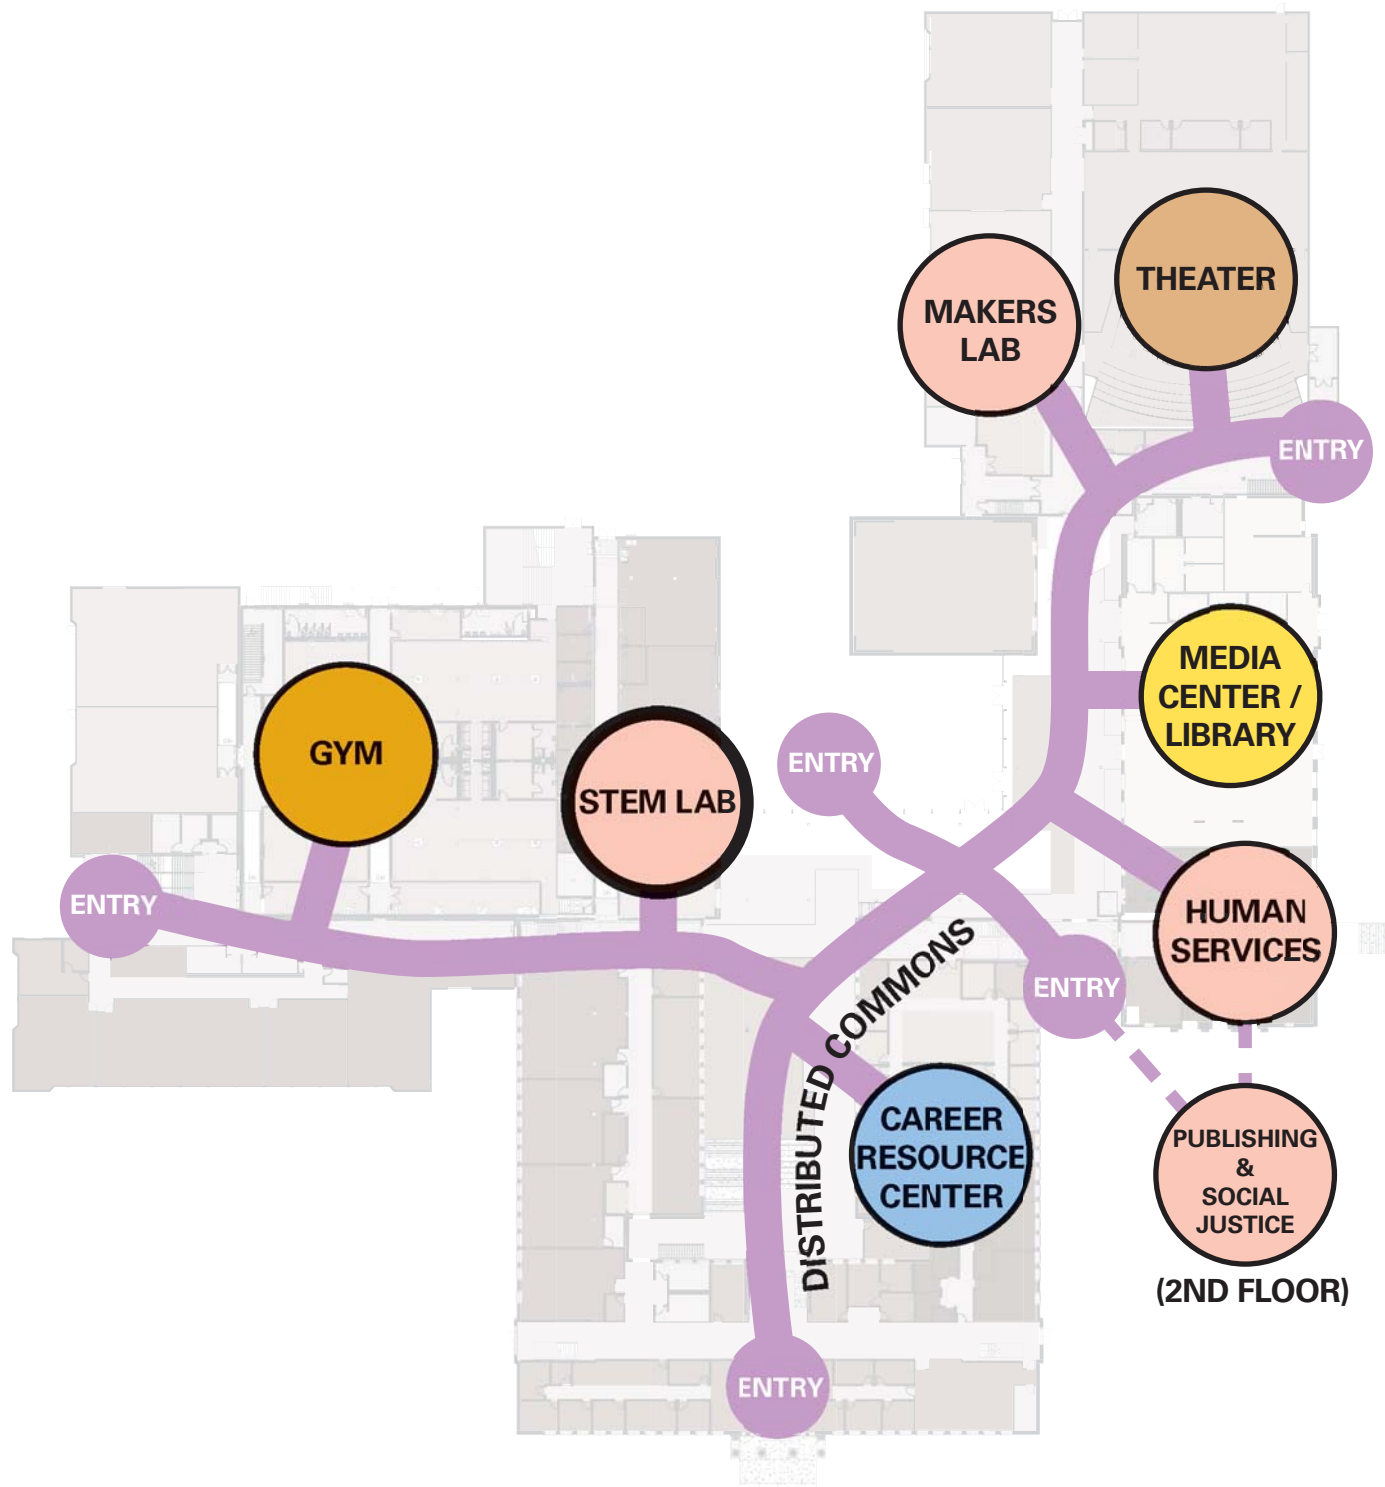 THEATER
MAKERS
LAB
ENTRY
MEDIA
CENTER /
LIBRARY
GYM
STEM LAB
ENTRY
ENTRY
HUMAN
SERVICES
ENTRY
DISTRIBUTED COMMONS
CAREER
RESOURCE
CENTER
PUBLISHING
&
SOCIAL
JUSTICE
(2ND FLOOR)
ENTRY